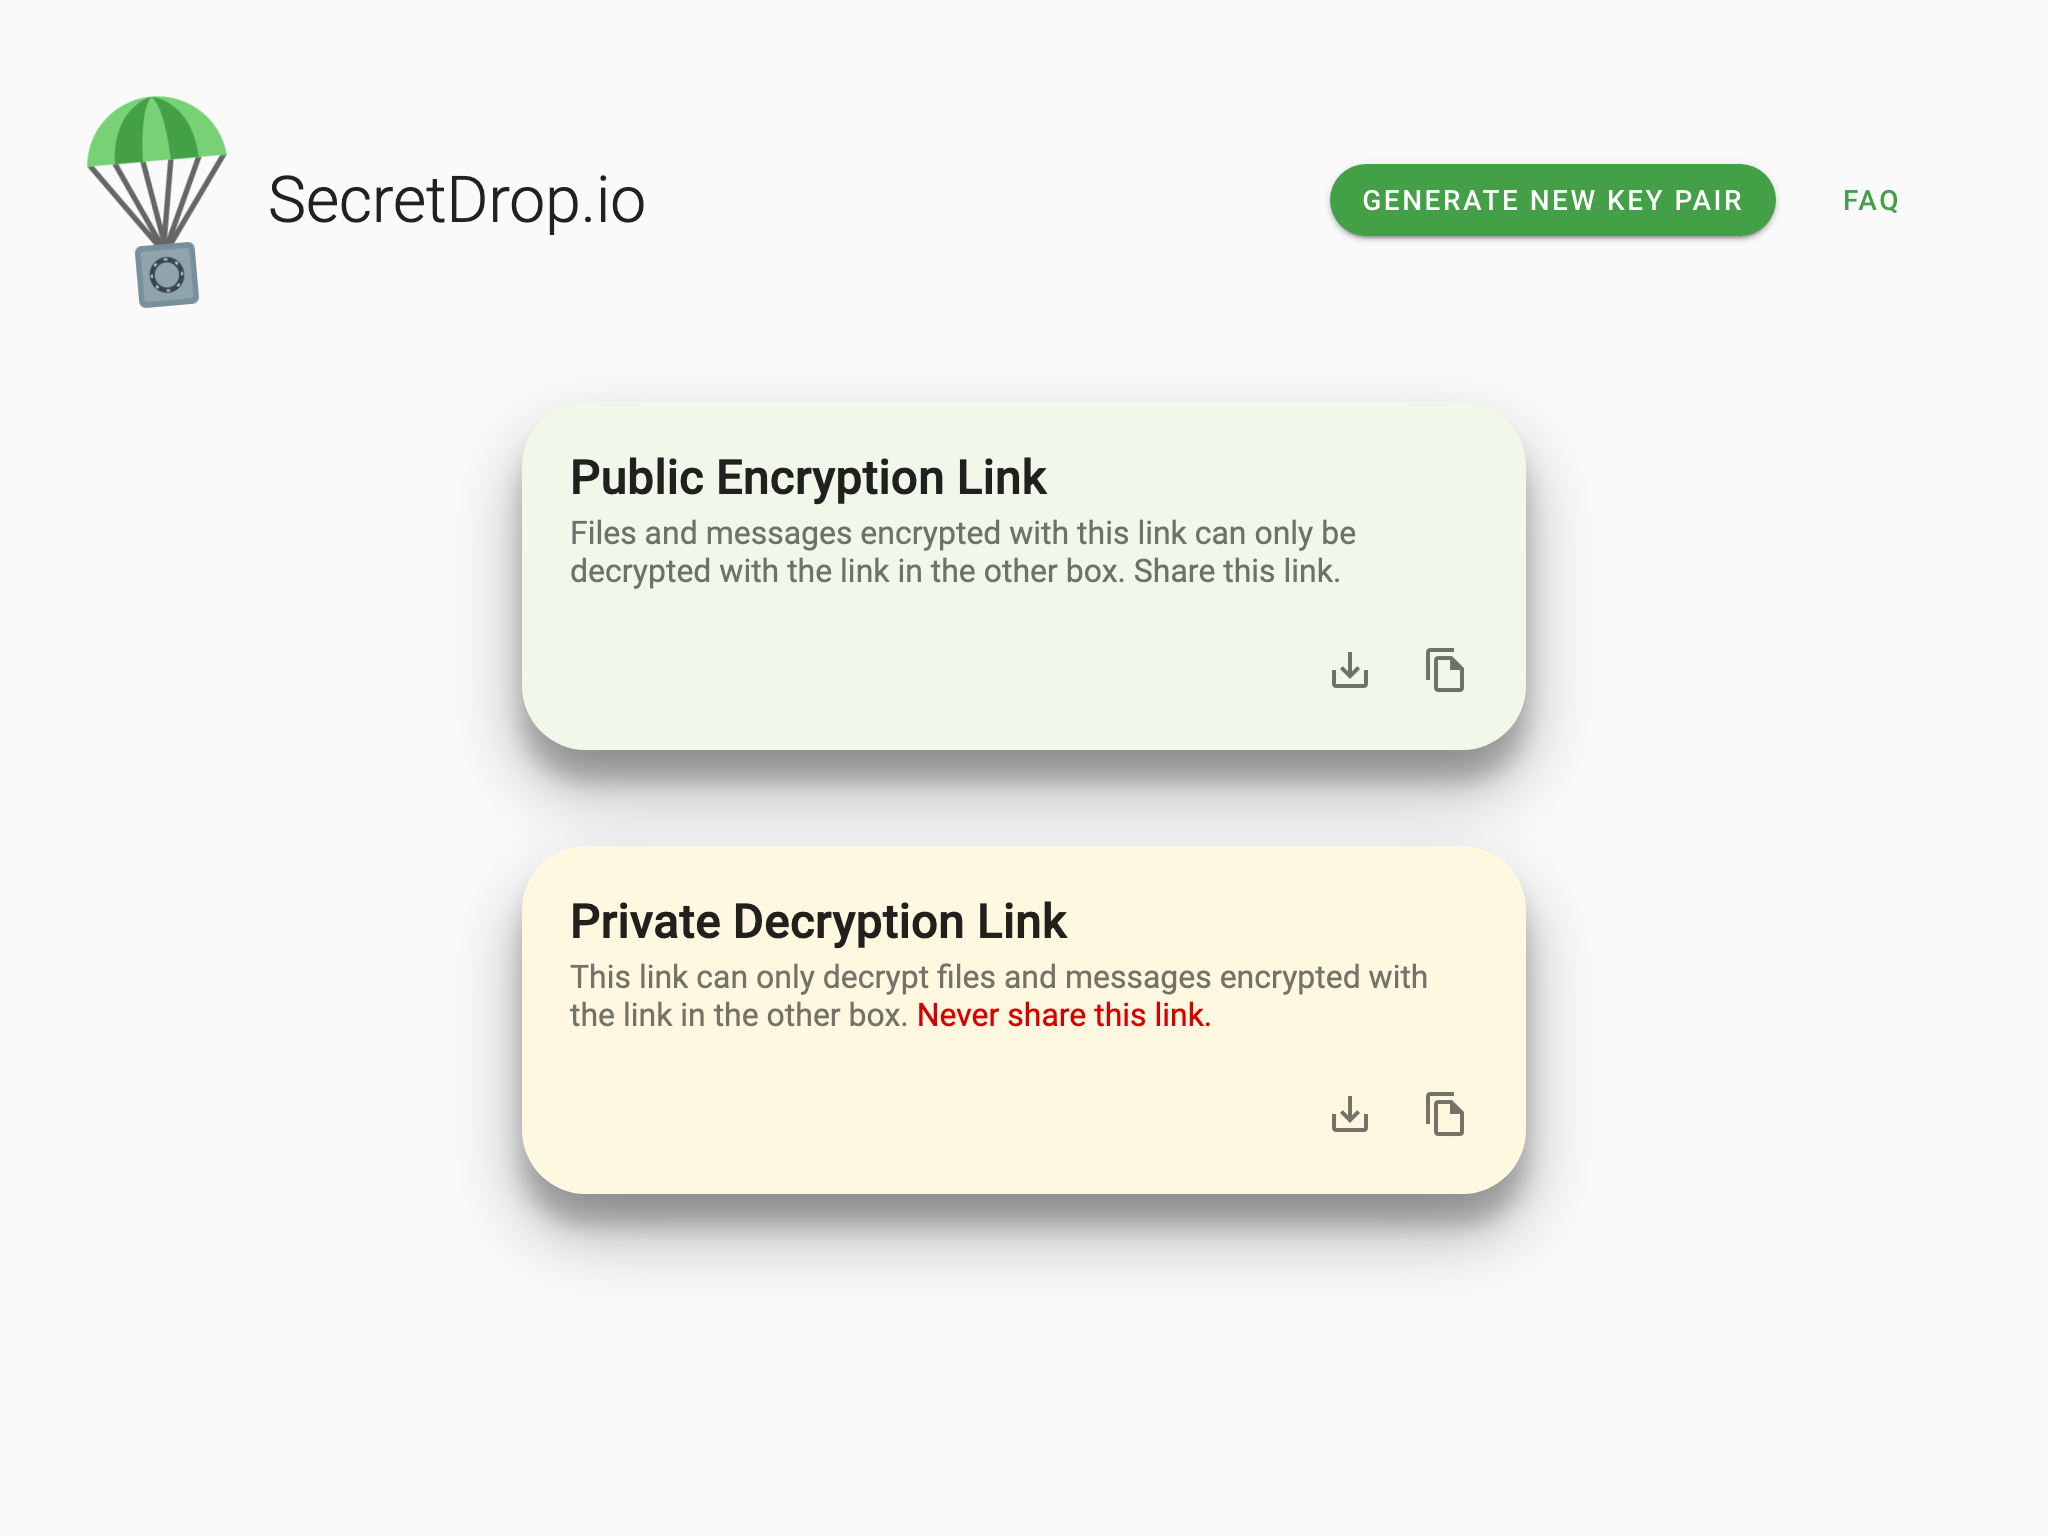 SecretDrop.io
GENERATE NEW KEY PAIR
FAQ
Public Encryption Link
Files and messages encrypted with this link can only be
decrypted with the link in the other box. Share this link.
Private Decryption Link
This link can only decrypt files and messages encrypted with
the link in the other box. Never share this link.